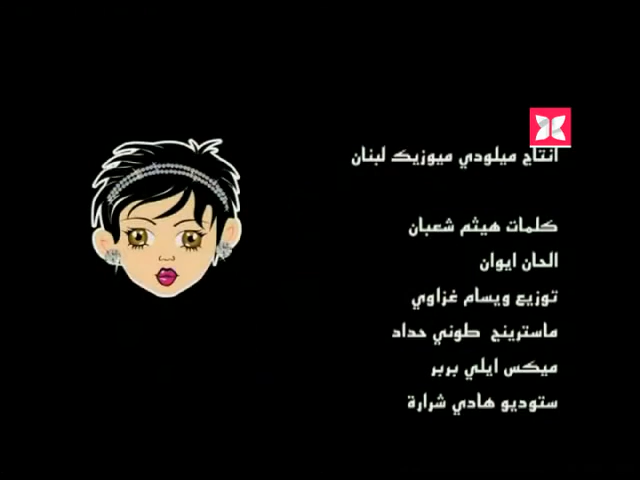 انتاج ميلودي ميوزيك لبنان
كلمات هيثم شعبان
الحان ايوان
توزيع ويسام غزاوي
ماسترينج طوني حداد
ميكس ايلي بربر
ستوديو هادي شرارة